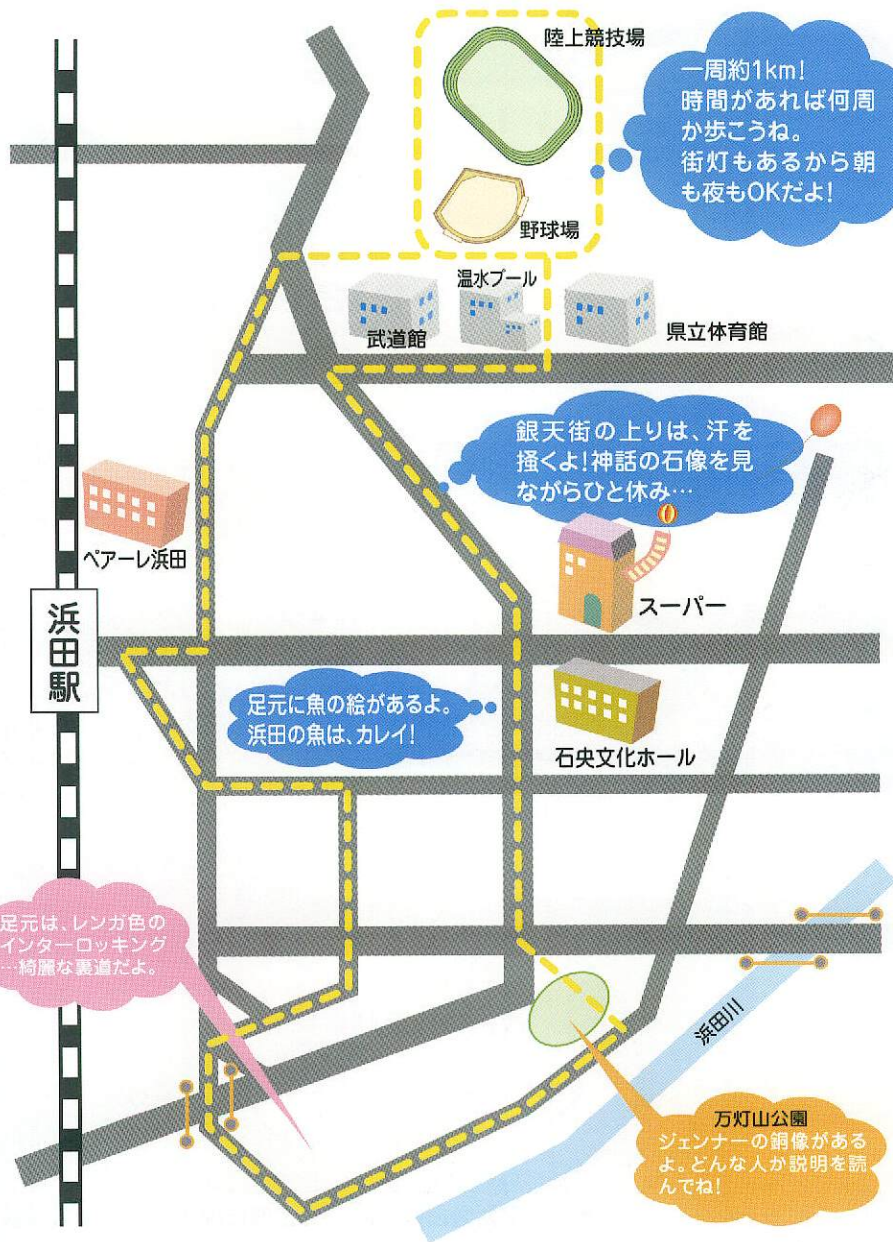 陸上競技場
一周約1km!
時間があれば何周
か歩こうね。
街灯もあるから朝
も夜もOKだよ!
野球場
温水プール
武道館
県立体育館
銀天街の上りは、汗を
掻くよ!神話の石像を見
ながらひと休み…
ペアーレ浜田
スーパー
浜田駅
足元に魚の絵があるよ。
浜田の魚は、カレイ!
石央文化ホール
足元は、レンガ色の
インターロッキング
…綺麗な裏道だよ。
浜田川
万灯山公園
ジェンナーの銅像がある
よ。どんな人か説明を読
んでね!